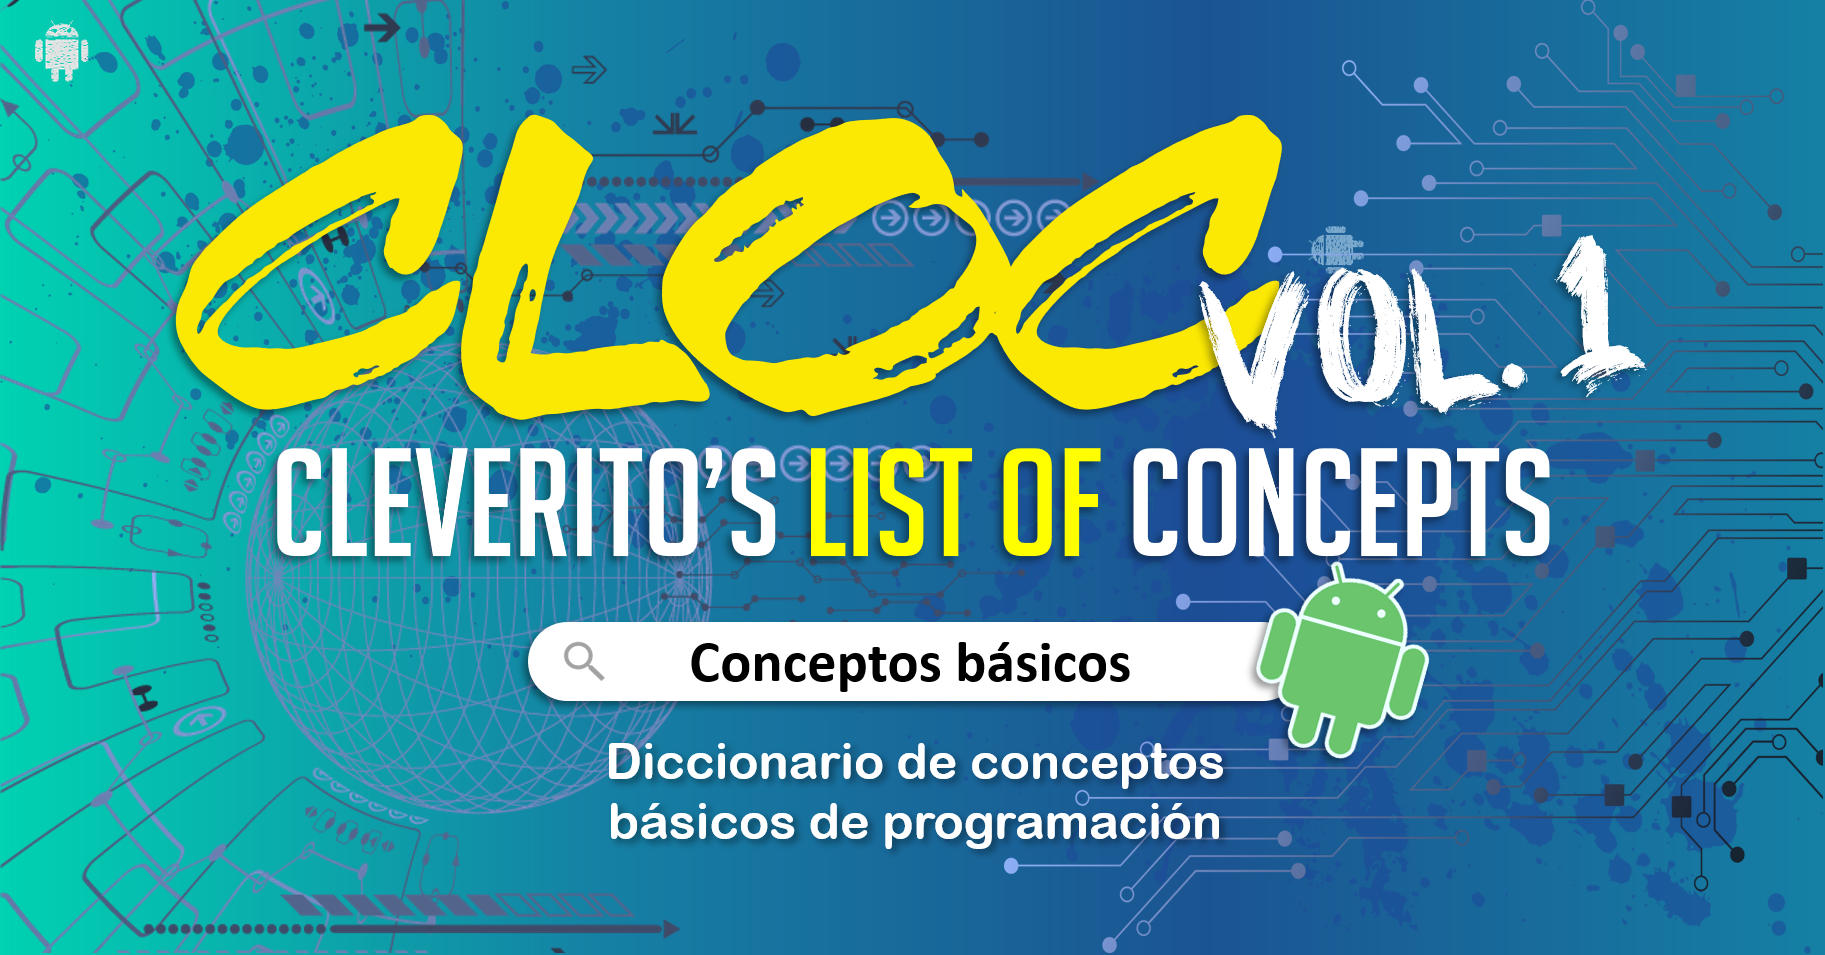 CLOC VOL. 1
CLEVERITO'S LIST OF CONCEPTS
Conceptos básicos
Diccionario de conceptos
básicos de programación